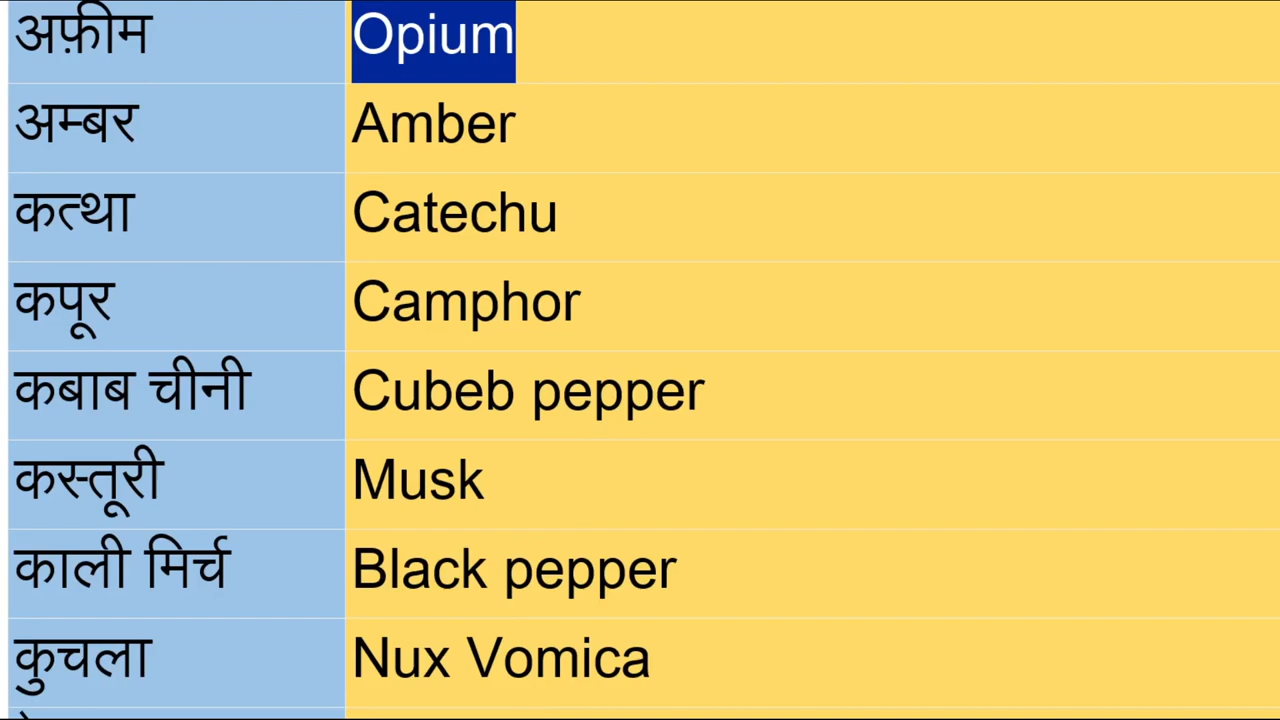 अफ़ीम Opium
अम्बर Amber
कत्था Catechu
कपूर Camphor
कबाब चीनी Cubeb pepper
कस्तूरी Musk
काली मिर्च Black pepper
कुचला Nux Vomica